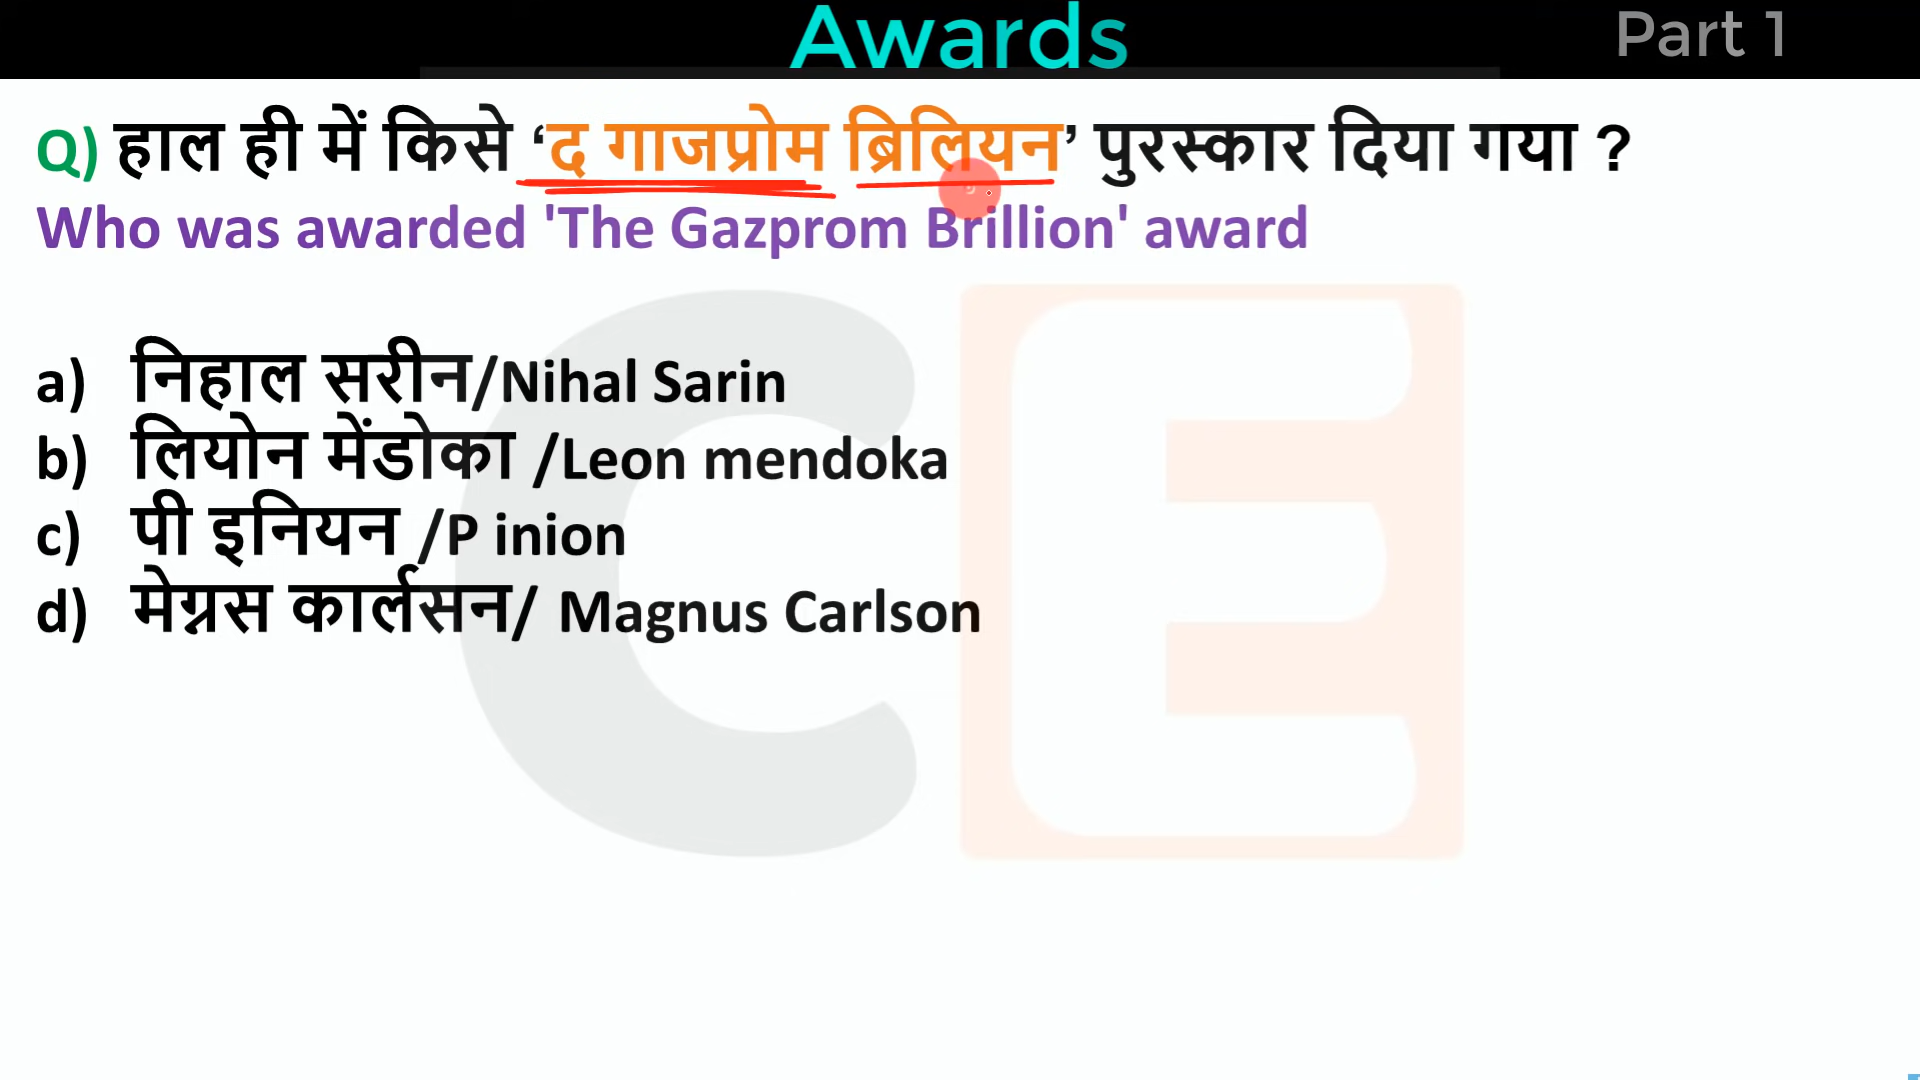 Awards
Part 1
Q) हाल ही में किसे ‘द गाजप्रोम ब्रिलियन’ पुरस्कार दिया गया ?
Who was awarded 'The Gazprom Brillion' award
a) निहाल सरीन/Nihal Sarin
b) लियोन मेंडोका /Leon mendoka
c) पी इनियन /P inion
d) मेग्नस कार्लसन/ Magnus Carlson
CE